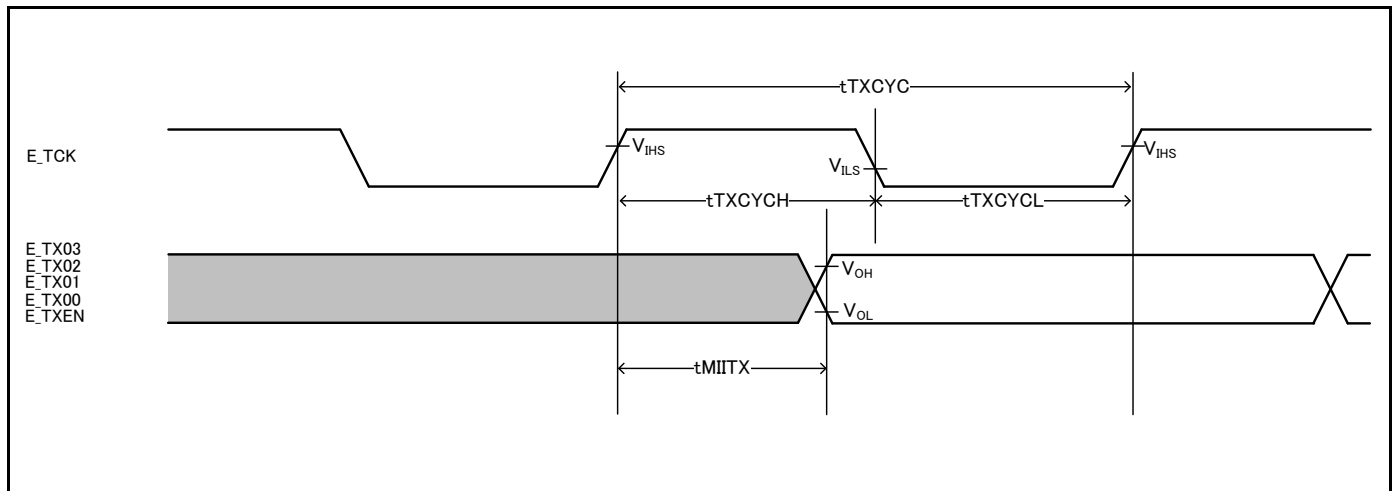 tTXCYC
E_TCK
VIHS
VILS
VIHS
tTXCYCH
tTXCYCL
E_TX03
E_TX02
E_TX01
E_TX00
E_TXEN
VOH
VOL
tMIITX